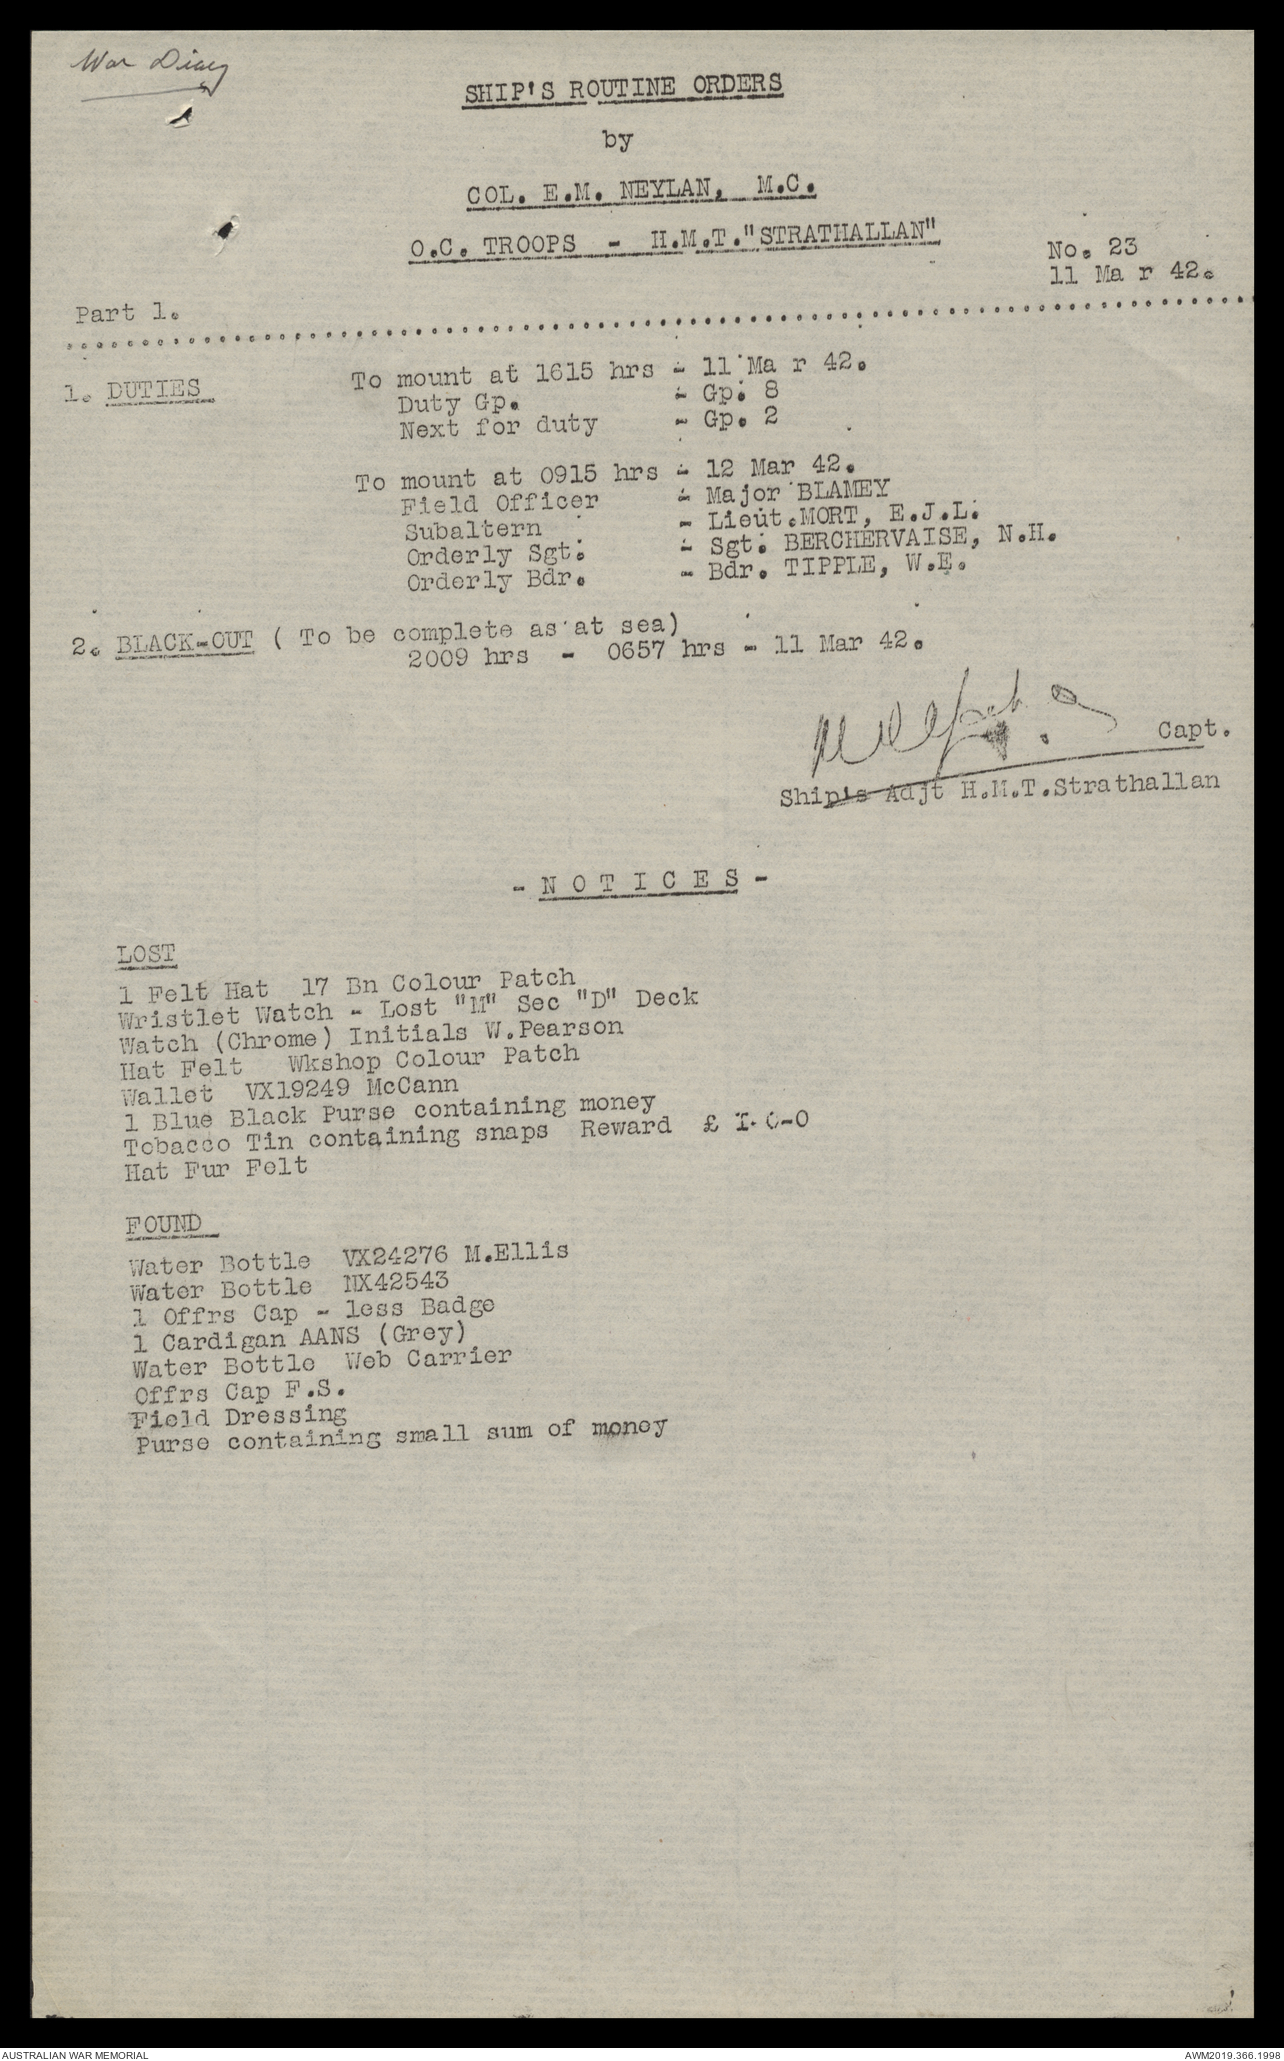 War Diary
SHIP'S ROUTINE ORDERS
by
COL. E.M. NEYLAN, M.C.
O.C. TROOPS - H.M.T."STRATHALLAN"
No. 23
11 Ma r 42.
Part 1.
1. DUTIES
To mount at 1615 hrs - 11 Ma r 42.
Duty Gp. - Gp. 8
Next for duty - Gp. 2
To mount at 0915 hrs - 12 Mar 42.
Field Officer - Major BLAMEY
Subaltern - Lieut.MORT, E.J.L.
Orderly Sgt. - Sgt. BERCHERVAISE, N.H.
Orderly Bdr. - Bdr. TIPPLE, W.E.
2. BLACK-OUT ( To be complete as at sea)
2009 hrs - 0657 hrs - 11 Mar 42.
Capt.
Ship's Adjt H.M.T.Strathallan
- N O T I C E S -
LOST
1 Felt Hat 17 Bn Colour Patch
Wristlet Watch - Lost "M" Sec "D" Deck
Watch (Chrome) Initials W.Pearson
Hat Felt Wkshop Colour Patch
Wallet VX19249 McCann
1 Blue Black Purse containing money
Tobacco Tin containing snaps Reward £ 1-0-0
Hat Fur Felt
FOUND
Water Bottle VX24276 M.Ellis
Water Bottle NX42543
1 Offrs Cap - less Badge
1 Cardigan AANS (Grey)
Water Bottle Web Carrier
Offrs Cap F.S.
Field Dressing
Purse containing small sum of money
AUSTRALIAN WAR MEMORIAL
AWM2019.366.1998